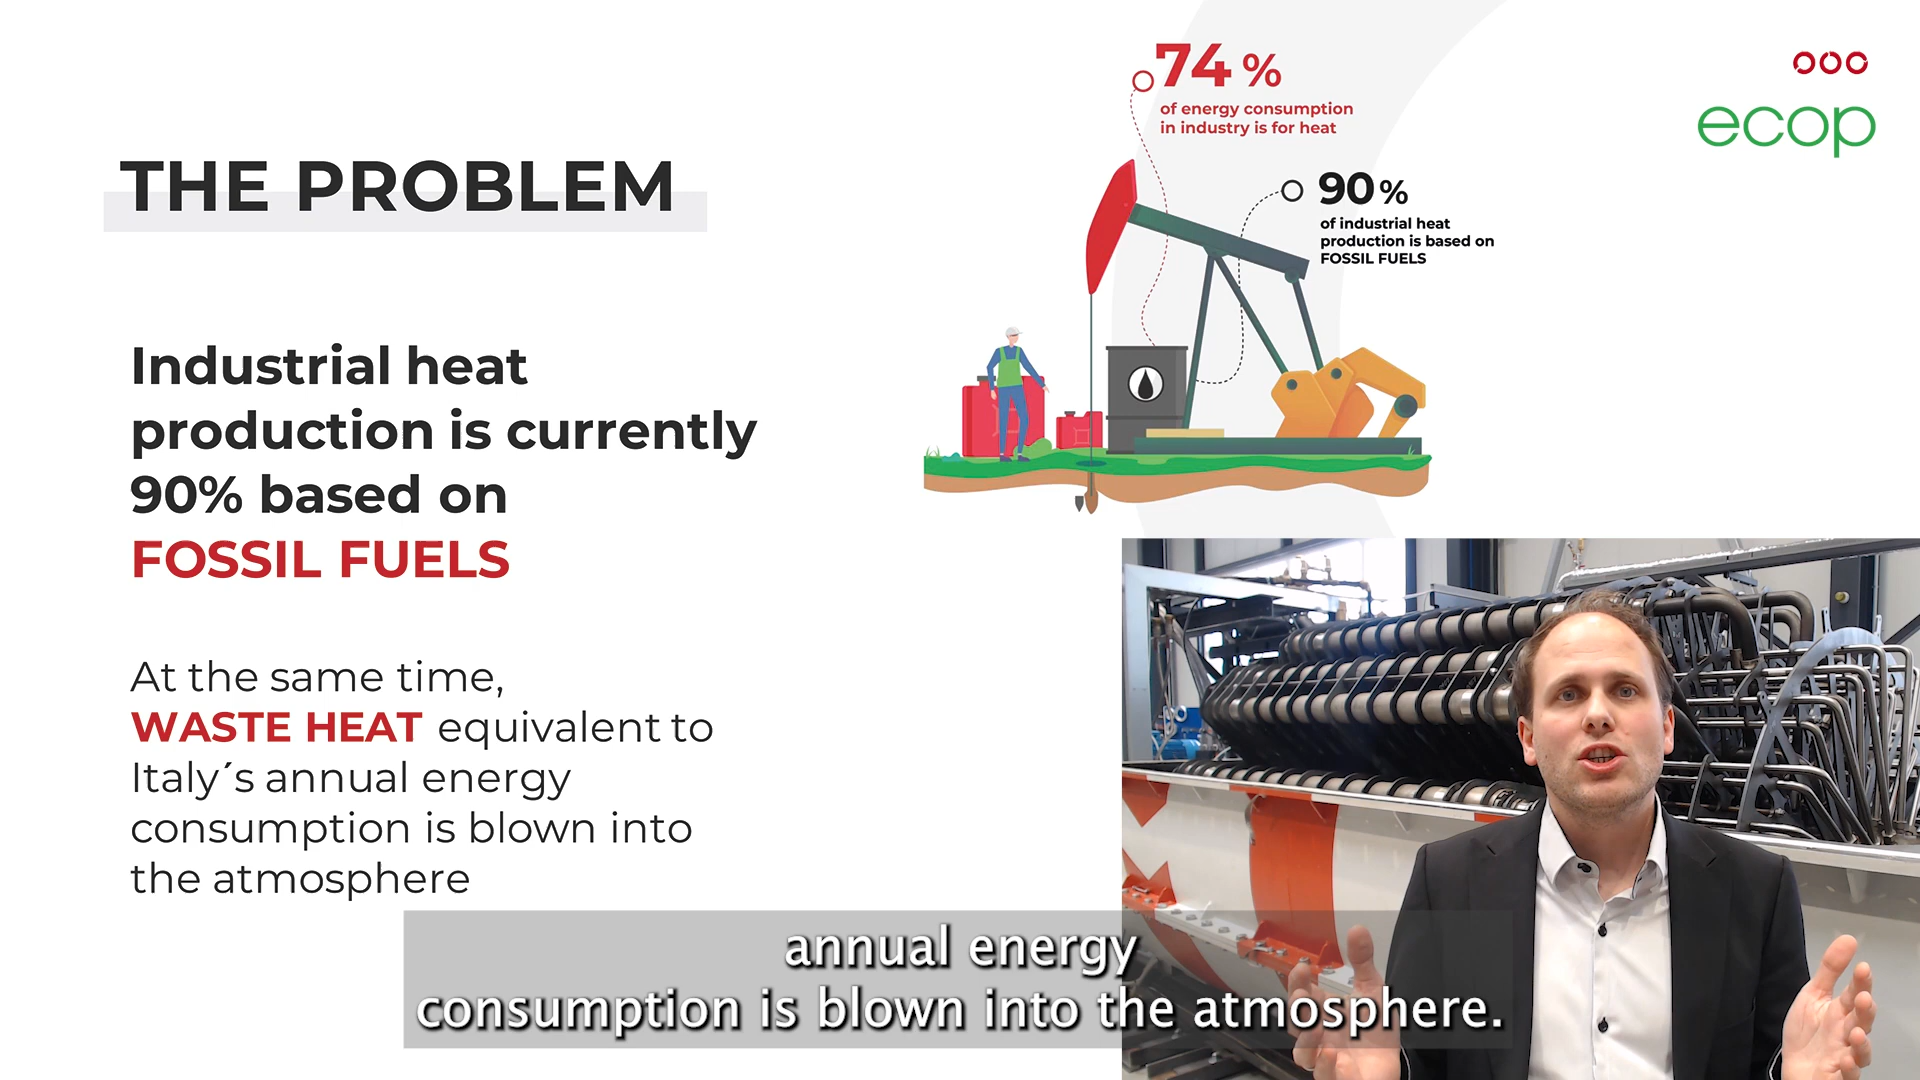 THE PROBLEM
Industrial heat
production is currently
90% based on
FOSSIL FUELS
At the same time,
WASTE HEAT equivalent to
Italy´s annual energy
consumption is blown into
the atmosphere
74 %
of energy consumption
in industry is for heat
90%
of industrial heat
production is based on
FOSSIL FUELS
ecop
annual energy
consumption is blown into the atmosphere.